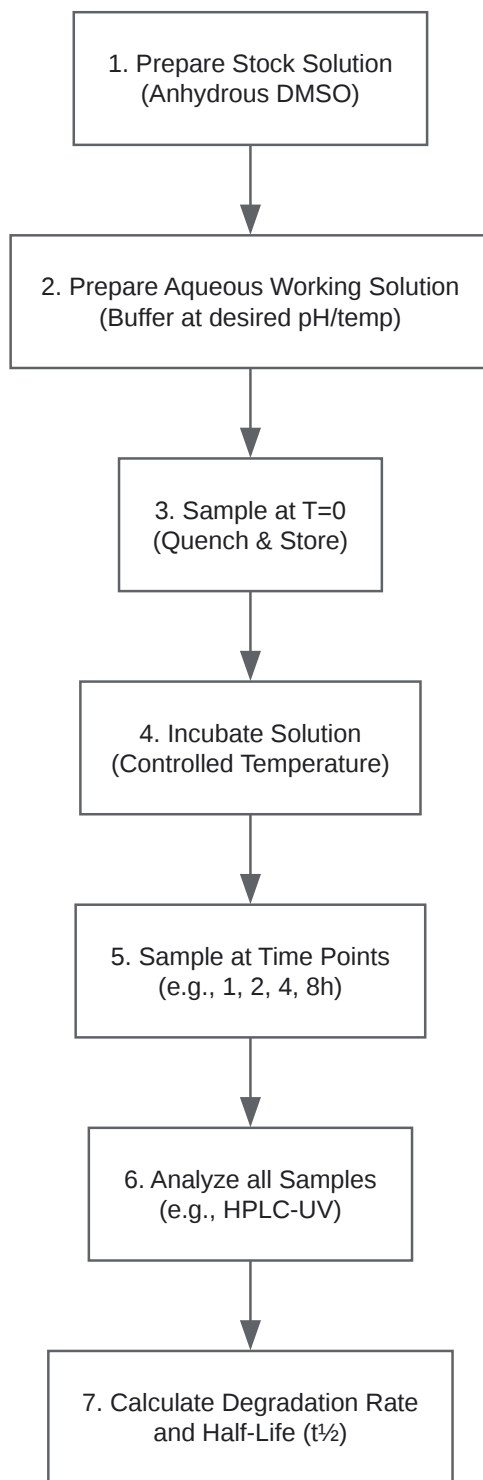 1. Prepare Stock Solution
(Anhydrous DMSO)
2. Prepare Aqueous Working Solution
(Buffer at desired pH/temp)
3. Sample at T=0
(Quench & Store)
4. Incubate Solution
(Controlled Temperature)
5. Sample at Time Points
(e.g., 1, 2, 4, 8h)
6. Analyze all Samples
(e.g., HPLC-UV)
7. Calculate Degradation Rate
and Half-Life (t½)